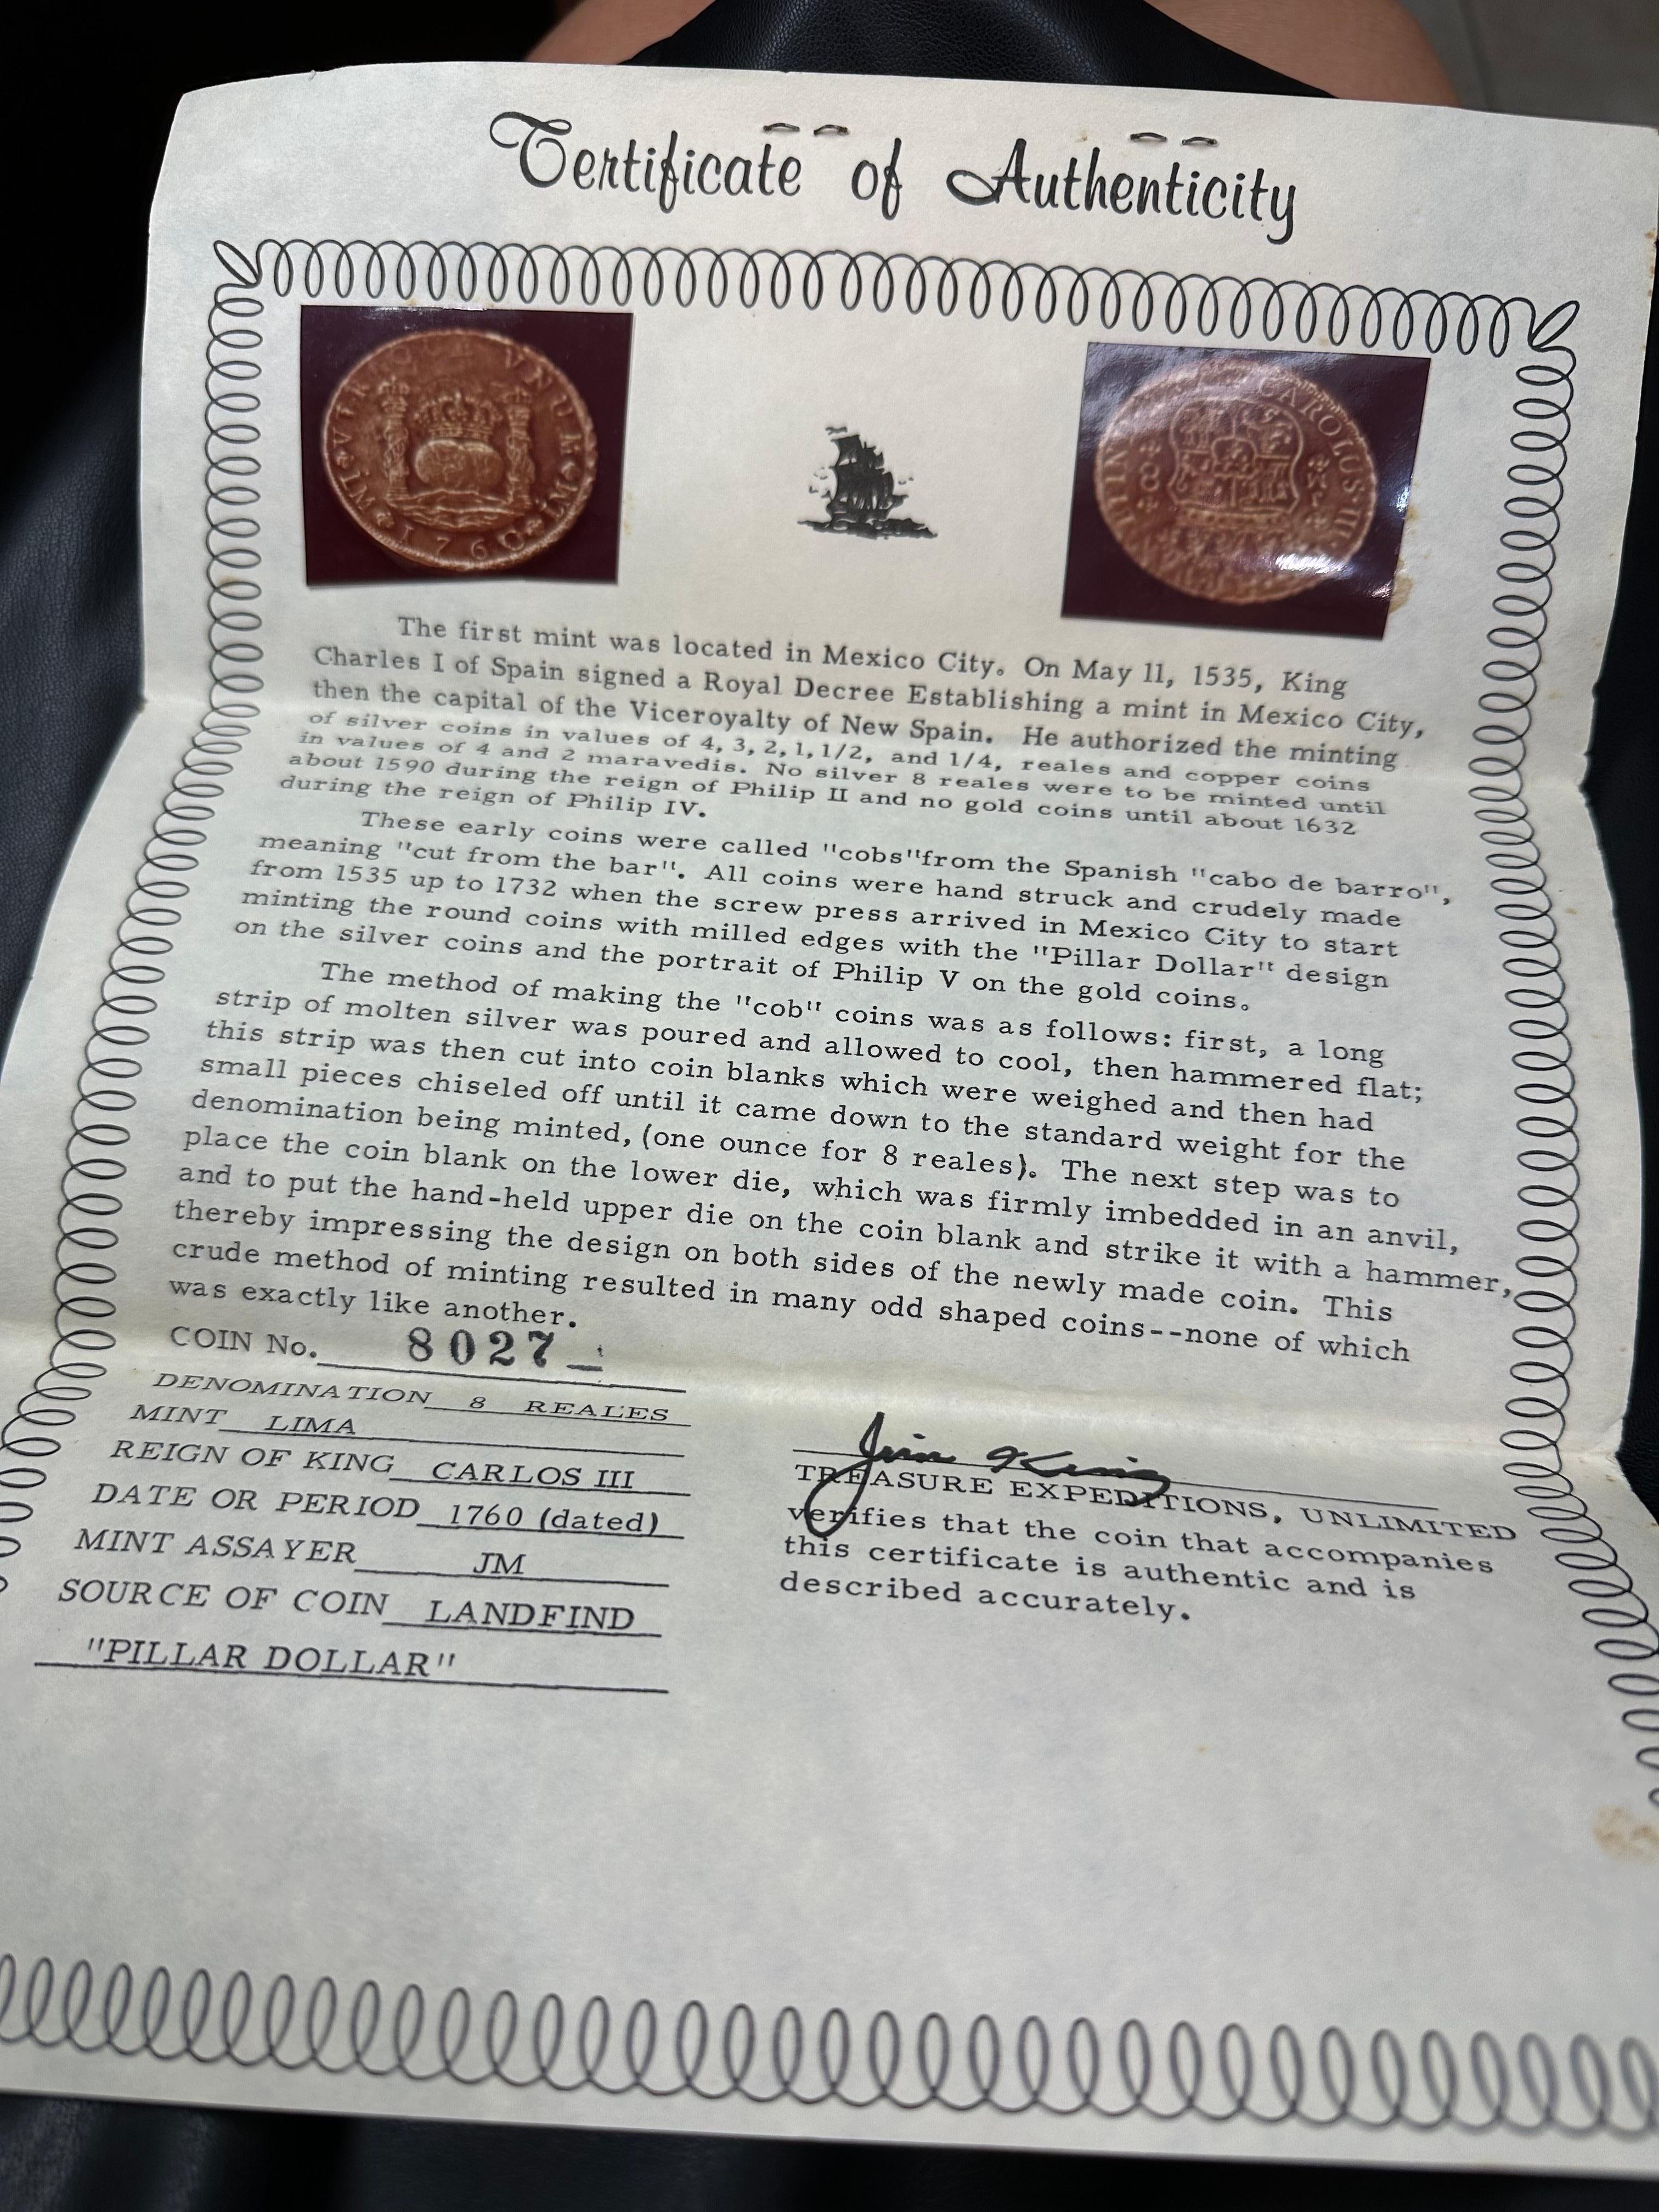 Certificate of Authenticity
VTRA VNUM
JM 1760 LM
CAROLUS III
The first mint was located in Mexico City. On May 11, 1535, King
Charles I of Spain signed a Royal Decree Establishing a mint in Mexico City,
then the capital of the Viceroyalty of New Spain. He authorized the minting
of silver coins in values of 4, 3, 2, 1, 1/2, and 1/4, reales and copper coins
in values of 4 and 2 maravedis. No silver 8 reales were to be minted until
about 1590 during the reign of Philip II and no gold coins until about 1632
during the reign of Philip IV.
These early coins were called "cobs"from the Spanish "cabo de barro",
meaning "cut from the bar". All coins were hand struck and crudely made
from 1535 up to 1732 when the screw press arrived in Mexico City to start
minting the round coins with milled edges with the "Pillar Dollar" design
on the silver coins and the portrait of Philip V on the gold coins.
The method of making the "cob" coins was as follows: first, a long
strip of molten silver was poured and allowed to cool, then hammered flat;
this strip was then cut into coin blanks which were weighed and then had
small pieces chiseled off until it came down to the standard weight for the
denomination being minted, (one ounce for 8 reales). The next step was to
place the coin blank on the lower die, which was firmly imbedded in an anvil,
and to put the hand-held upper die on the coin blank and strike it with a hammer,
thereby impressing the design on both sides of the newly made coin. This
crude method of minting resulted in many odd shaped coins--none of which
was exactly like another.
COIN No. 8027
DENOMINATION 8 REALES
MINT LIMA
REIGN OF KING CARLOS III
DATE OR PERIOD 1760 (dated)
MINT ASSAYER JM
SOURCE OF COIN LANDFIND
"PILLAR DOLLAR"
Jim King
TREASURE EXPEDITIONS, UNLIMITED
verifies that the coin that accompanies
this certificate is authentic and is
described accurately.